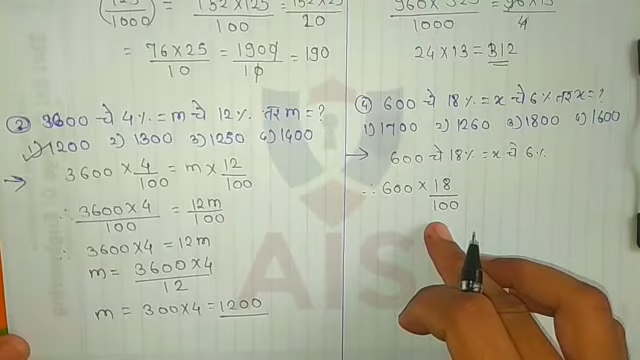 (125/1000) = 152×125/100 = 152×25/20
= 76×25/10 = 1900/10 = 190
960×325/1000 = 96×13/4
24×13 = 312
② 3600 चे 4% = m चे 12% तर m = ?
1) 1200 2) 1300 3) 1250 4) 1400
→ 3600 × 4/100 = m × 12/100
∴ 3600×4/100 = 12m/100
∴ 3600×4 = 12m
m = 3600×4/12
m = 300×4 = 1200
④ 600 चे 18% = x चे 6% तर x = ?
1) 1700 2) 1260 3) 1800 4) 1600
→ 600 चे 18% = x चे 6%
∴ 600 × 18/100
AIS